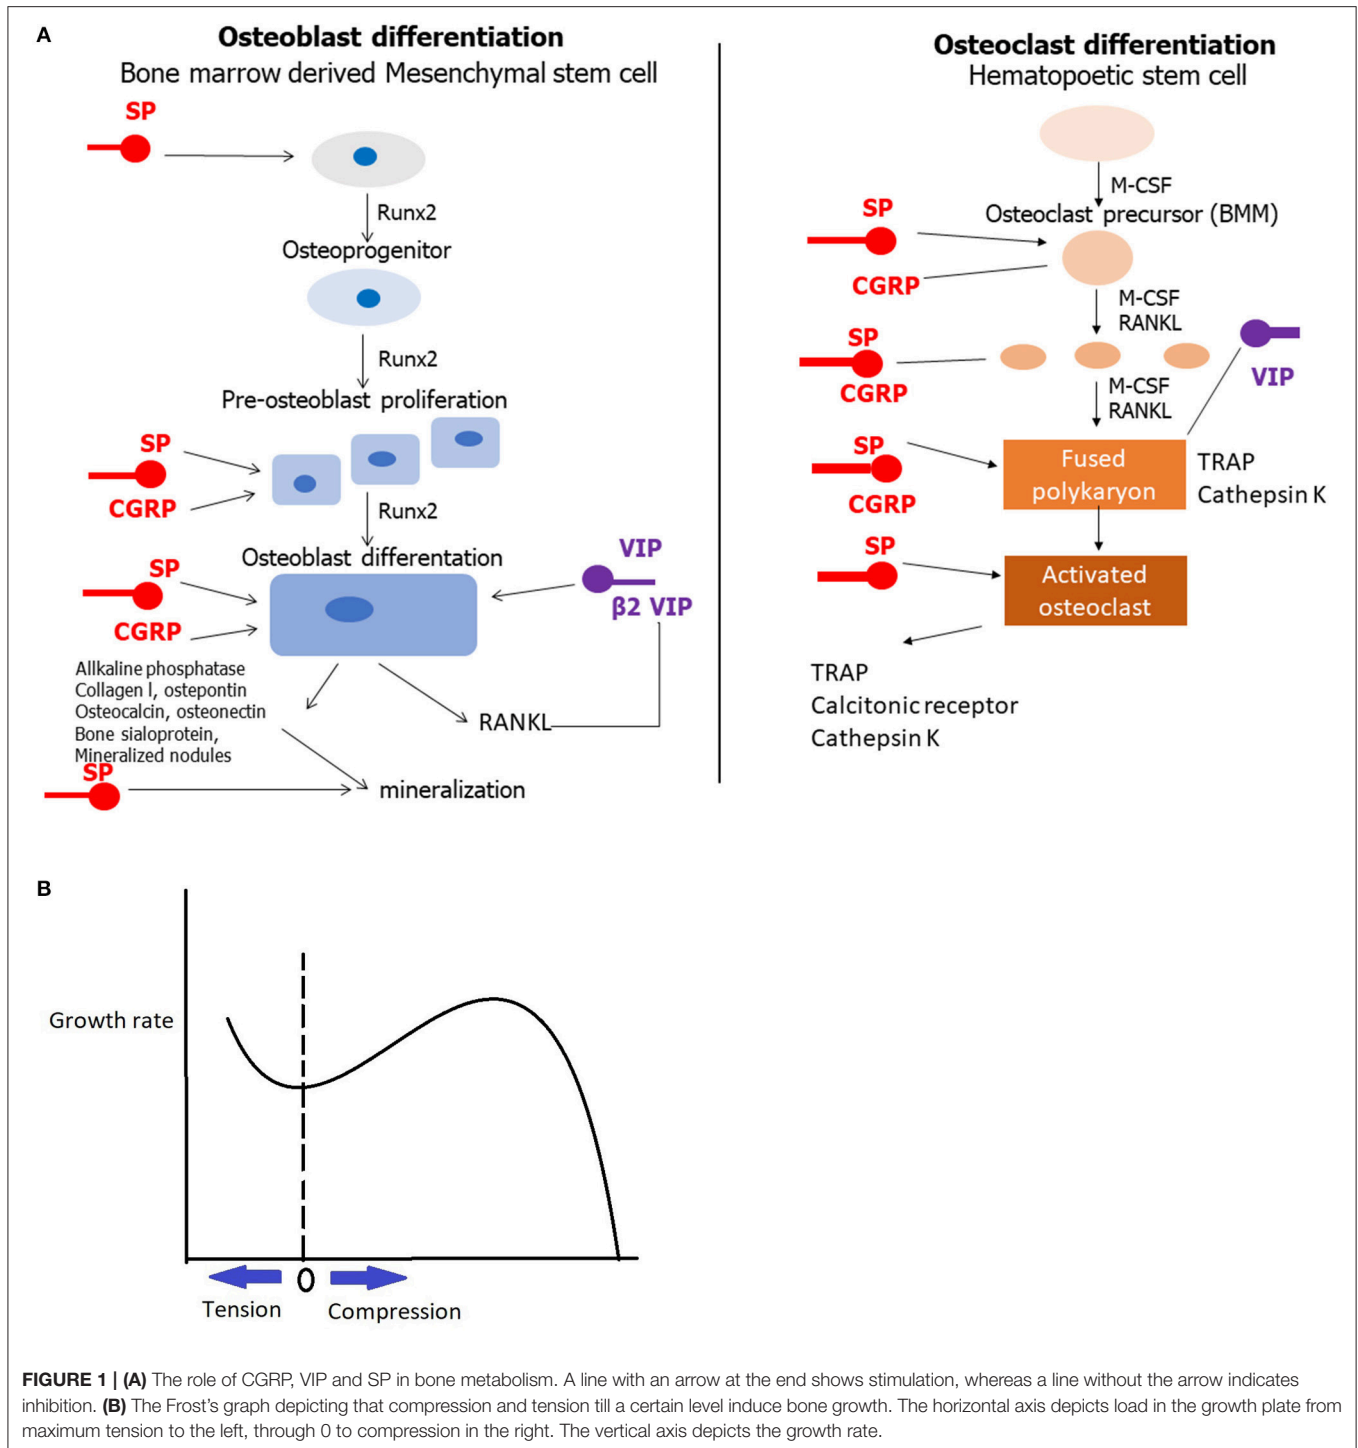 A
Osteoblast differentiation
Bone marrow derived Mesenchymal stem cell
SP
Runx2
Osteoprogenitor
Runx2
Pre-osteoblast proliferation
SP
CGRP
Runx2
Osteoblast differentation
SP
CGRP
VIP
β2 VIP
Allkaline phosphatase
Collagen I, ostepontin
Osteocalcin, osteonectin
Bone sialoprotein,
Mineralized nodules
RANKL
SP
mineralization
Osteoclast differentiation
Hematopoetic stem cell
M-CSF
Osteoclast precursor (BMM)
SP
CGRP
M-CSF
RANKL
SP
CGRP
VIP
M-CSF
RANKL
SP
CGRP
Fused
polykaryon
TRAP
Cathepsin K
SP
Activated
osteoclast
TRAP
Calcitonic receptor
Cathepsin K
B
Growth rate
0
Tension
Compression
FIGURE 1 | (A) The role of CGRP, VIP and SP in bone metabolism. A line with an arrow at the end shows stimulation, whereas a line without the arrow indicates
inhibition. (B) The Frost's graph depicting that compression and tension till a certain level induce bone growth. The horizontal axis depicts load in the growth plate from
maximum tension to the left, through 0 to compression in the right. The vertical axis depicts the growth rate.